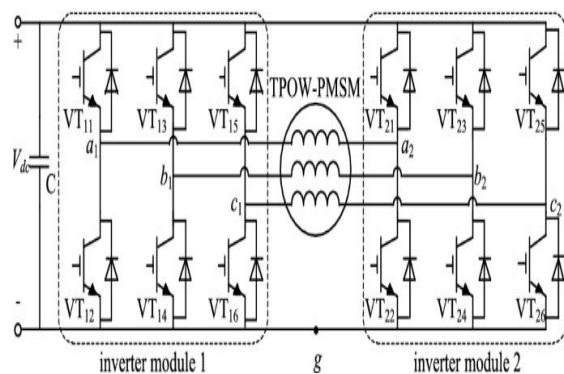 +
VT11 VT13 VT15 TPOW-PMSM VT21 VT23 VT25
a1 a2
Vdc C b1 b2
c1 c2
VT12 VT14 VT16 VT22 VT24 VT26
-
inverter module 1 g inverter module 2